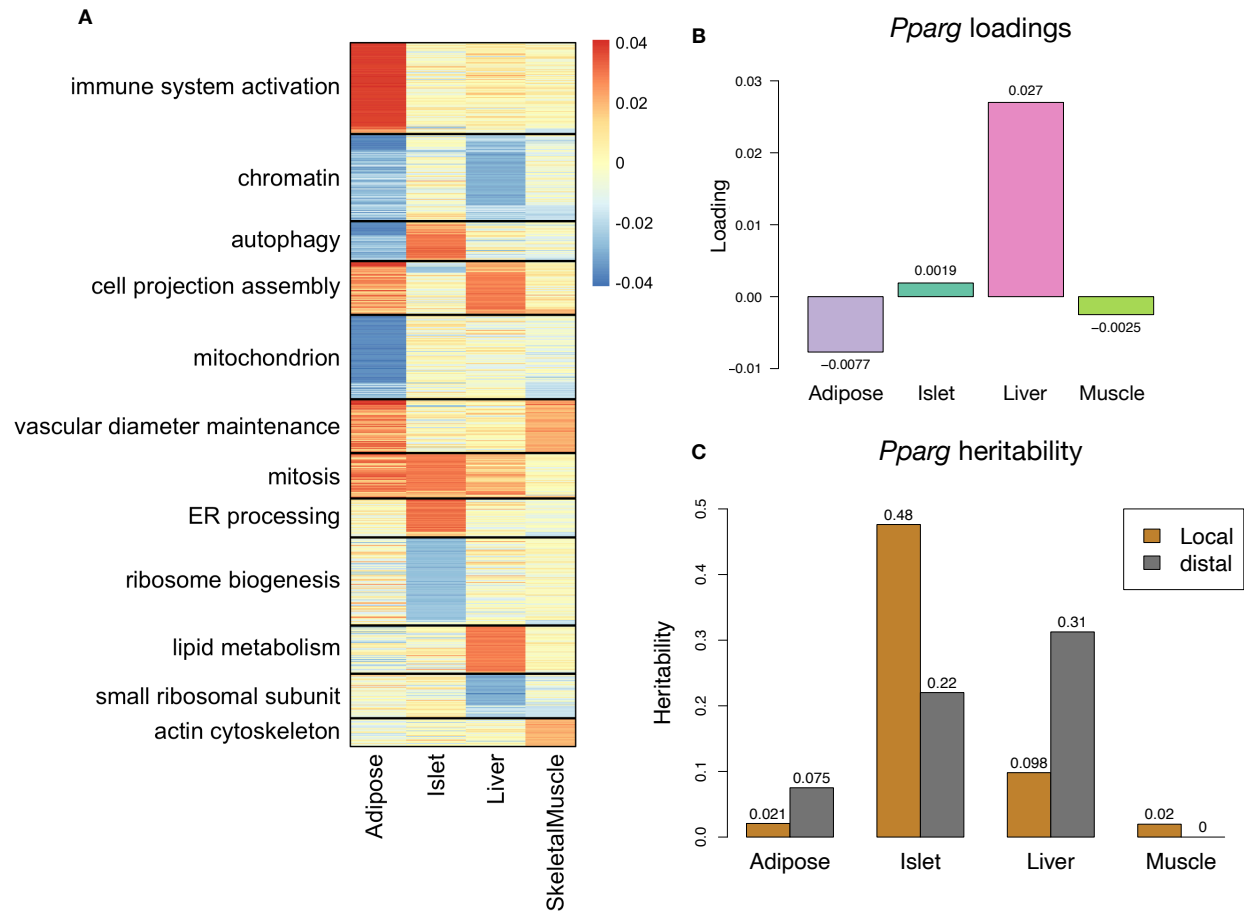 A
immune system activation
chromatin
autophagy
cell projection assembly
mitochondrion
vascular diameter maintenance
mitosis
ER processing
ribosome biogenesis
lipid metabolism
small ribosomal subunit
actin cytoskeleton
Adipose
Islet
Liver
SkeletalMuscle
0.04
0.02
0
-0.02
-0.04
B
Pparg loadings
Loading
0.03
0.02
0.01
0.00
−0.01
−0.0077
0.0019
0.027
−0.0025
Adipose
Islet
Liver
Muscle
C
Pparg heritability
Heritability
0.5
0.4
0.3
0.2
0.1
0.0
0.021
0.075
0.48
0.22
0.098
0.31
0.02
0
Adipose
Islet
Liver
Muscle
Local
distal